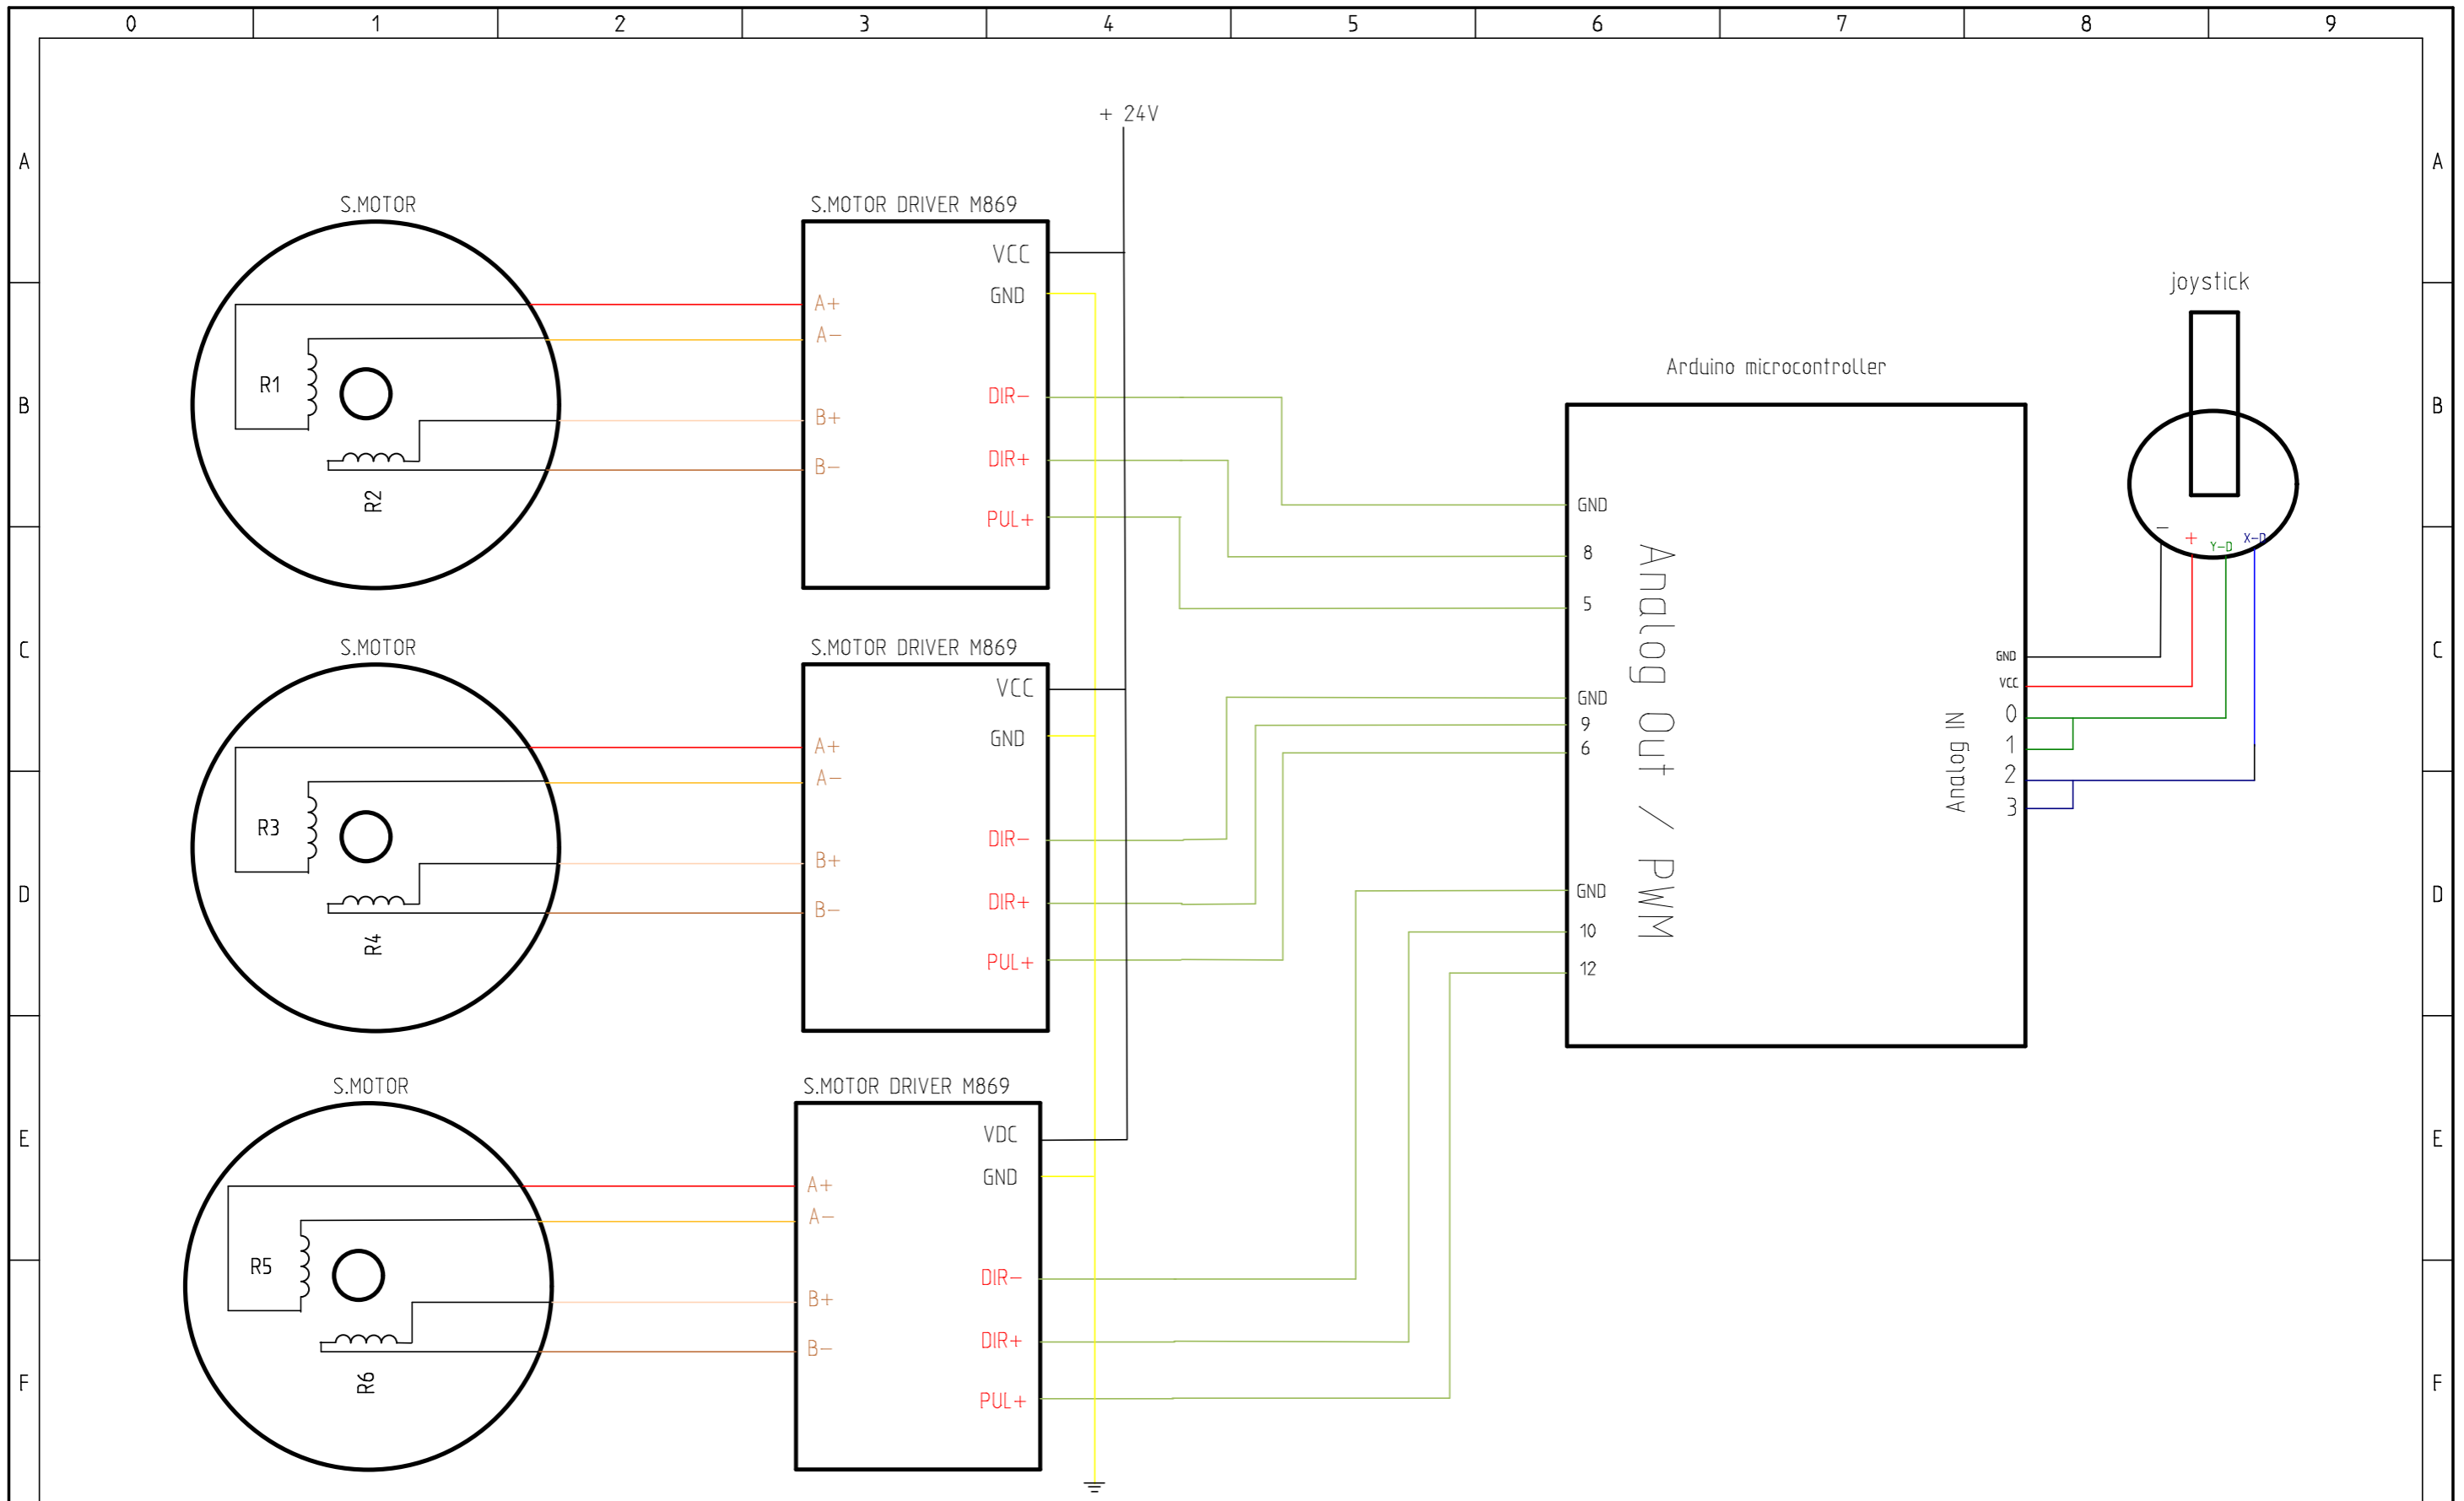 0 1 2 3 4 5 6 7 8 9
+ 24V
A A
S.MOTOR
S.MOTOR DRIVER M869
VCC
GND
A+
A-
R1
B+
B-
R2
DIR-
DIR+
PUL+
joystick
- + Y-D X-D
Arduino microcontroller
B B
GND
8
5
GND
9
6
GND
10
12
Analog Out / PWM
GND
VCC
0
1
2
3
Analog IN
C C
S.MOTOR
S.MOTOR DRIVER M869
VCC
GND
A+
A-
R3
B+
B-
R4
DIR-
DIR+
PUL+
D D
E E
S.MOTOR
S.MOTOR DRIVER M869
VDC
GND
A+
A-
R5
B+
B-
R6
DIR-
DIR+
PUL+
F F